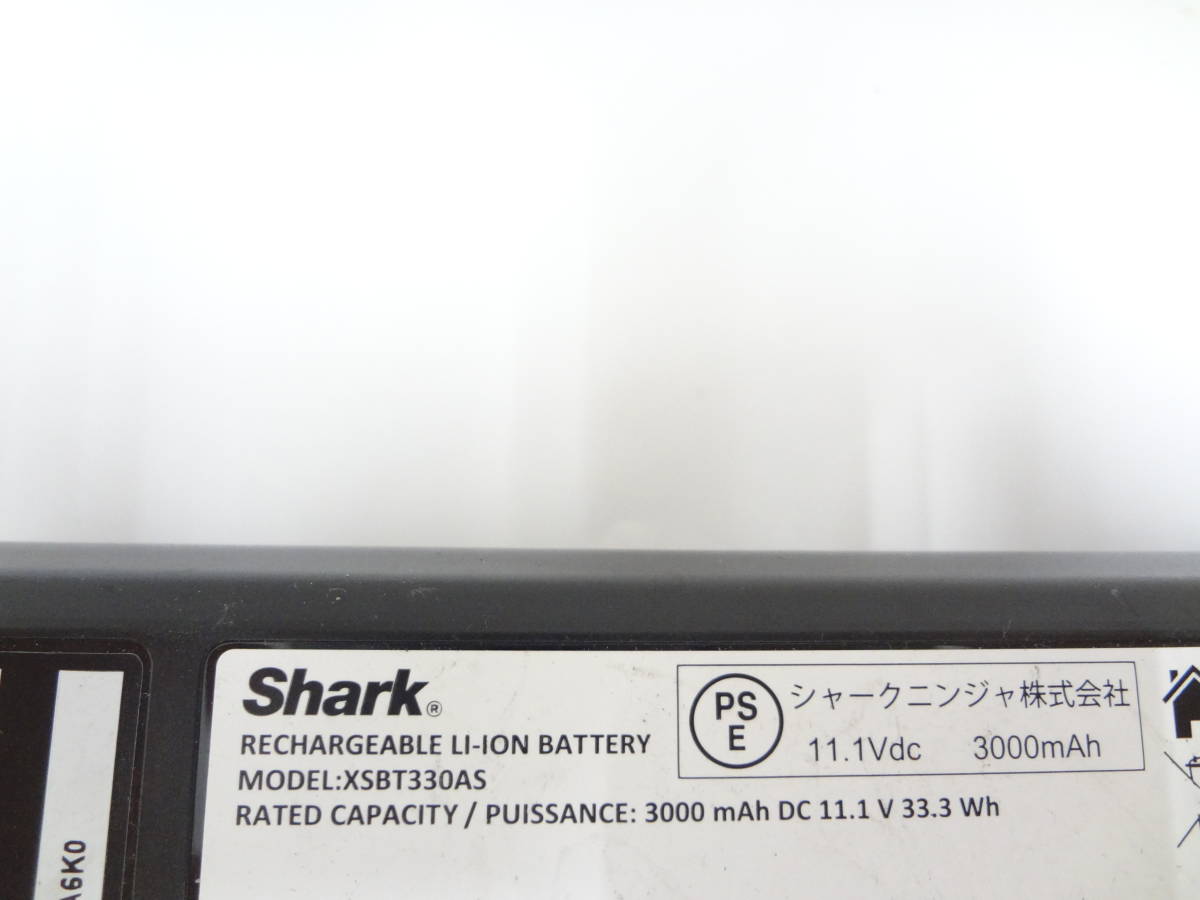 Shark®
RECHARGEABLE LI-ION BATTERY
MODEL:XSBT330AS
RATED CAPACITY / PUISSANCE: 3000 mAh DC 11.1 V 33.3 Wh
PS
E
シャークニンジャ株式会社
11.1Vdc 3000mAh
A6K0